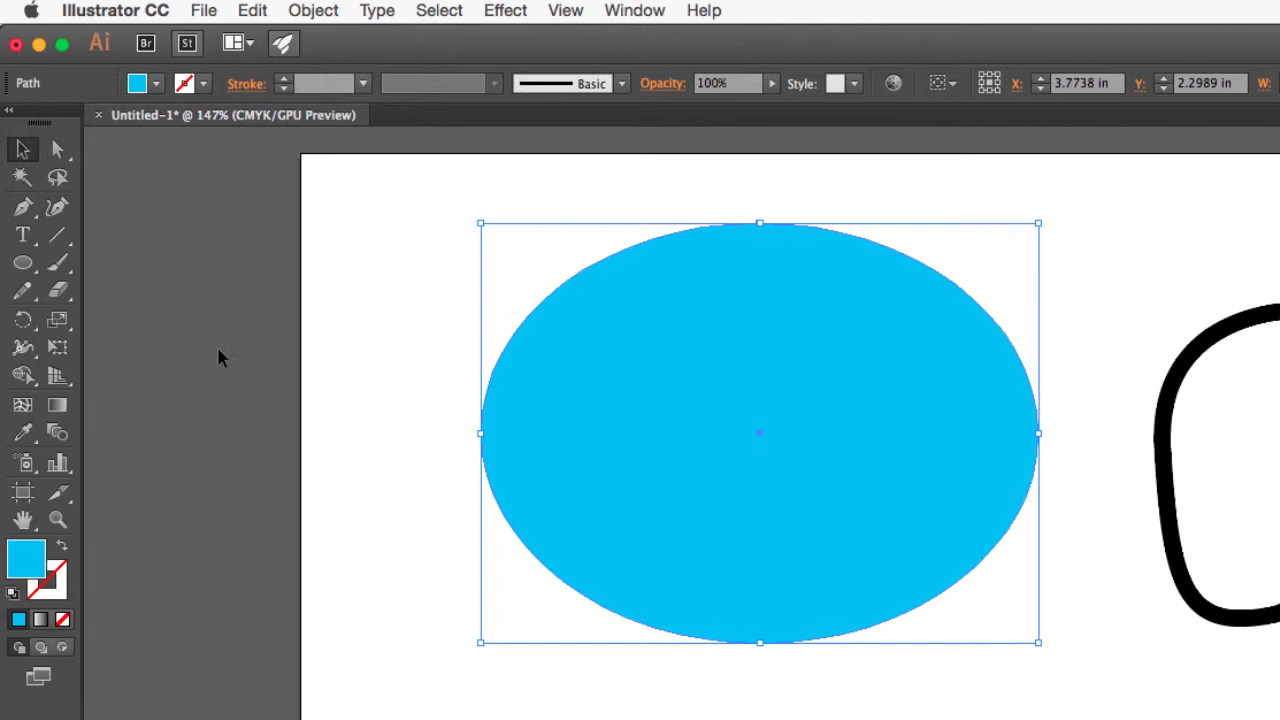 Illustrator CC File Edit Object Type Select Effect View Window Help
Ai Br St
Path Stroke: Basic Opacity: 100% Style: X: 3.7738 in Y: 2.2989 in W:
× Untitled-1* @ 147% (CMYK/GPU Preview)
T